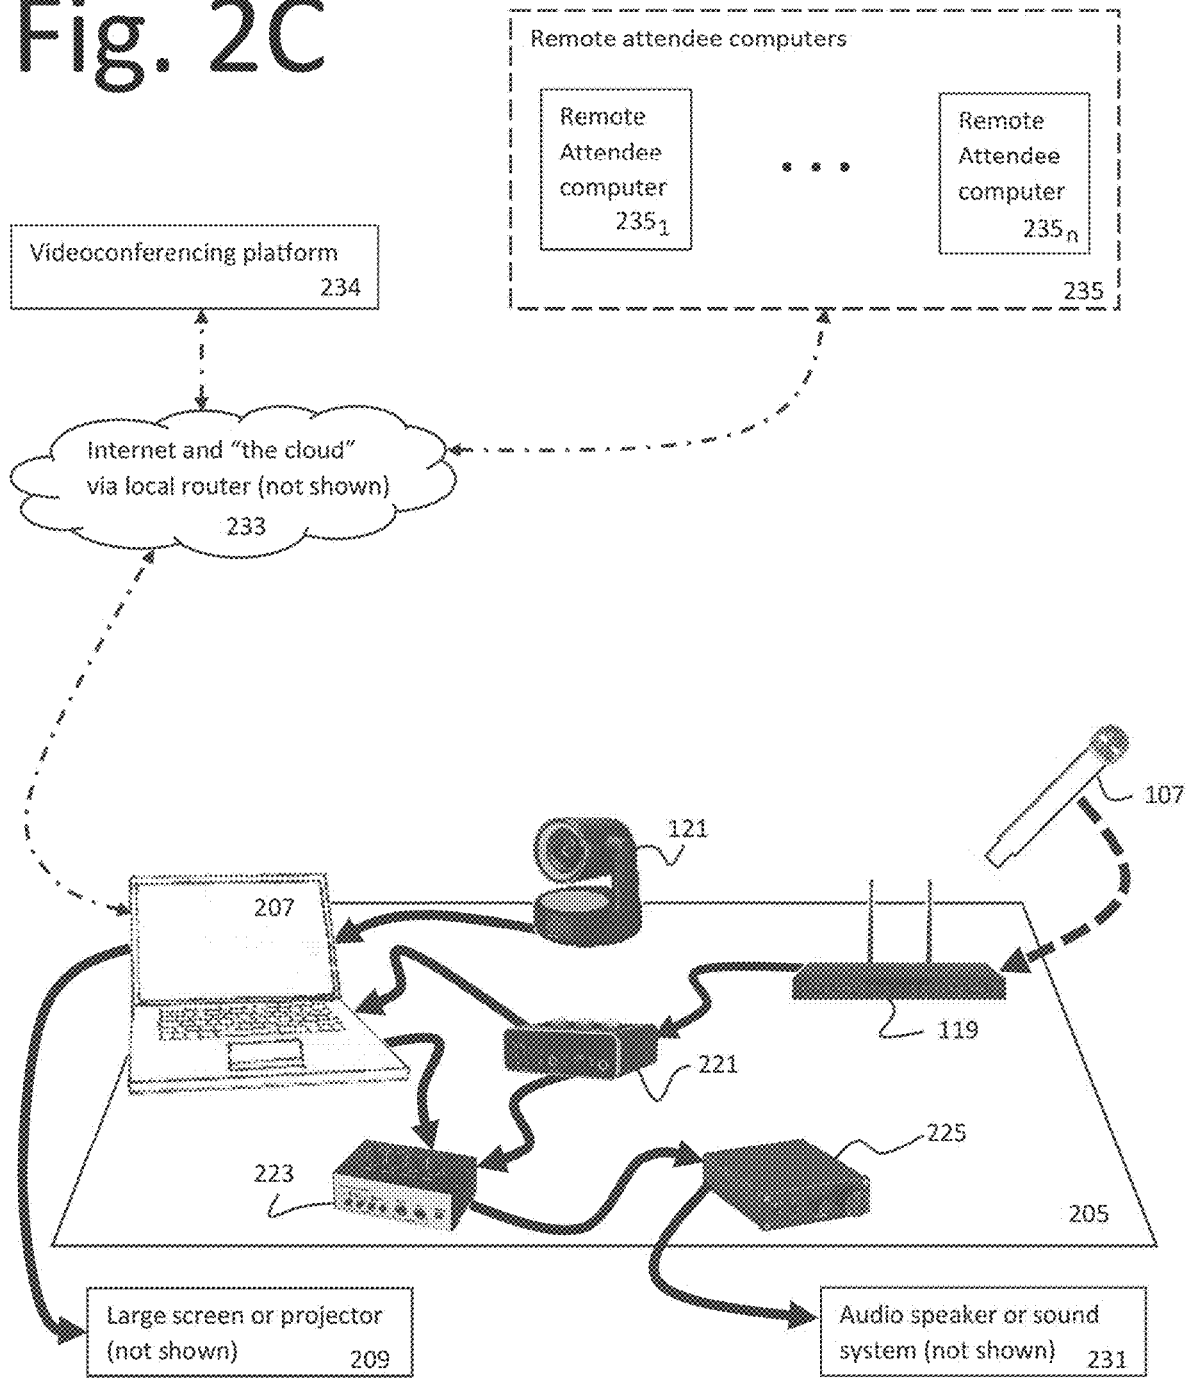 Fig. 2C
Remote attendee computers
Remote
Attendee
computer
235₁
• • •
Remote
Attendee
computer
235ₙ
235
Videoconferencing platform
234
Internet and “the cloud”
via local router (not shown)
233
107
121
207
119
221
225
223
205
Large screen or projector
(not shown)
209
Audio speaker or sound
system (not shown)
231